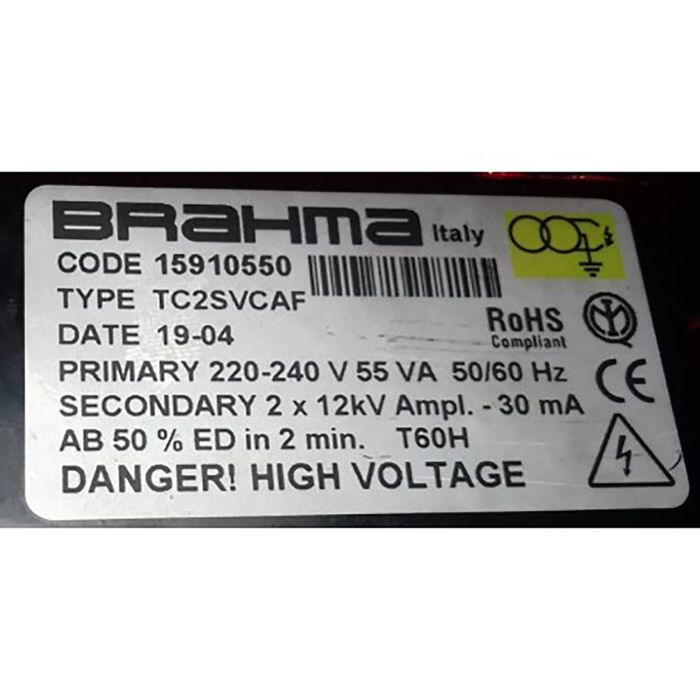 BRAHMA Italy
CODE 15910550
TYPE TC2SVCAF
DATE 19-04
RoHS
Compliant
PRIMARY 220-240 V 55 VA 50/60 Hz
CE
SECONDARY 2 x 12kV Ampl. - 30 mA
AB 50 % ED in 2 min. T60H
DANGER! HIGH VOLTAGE